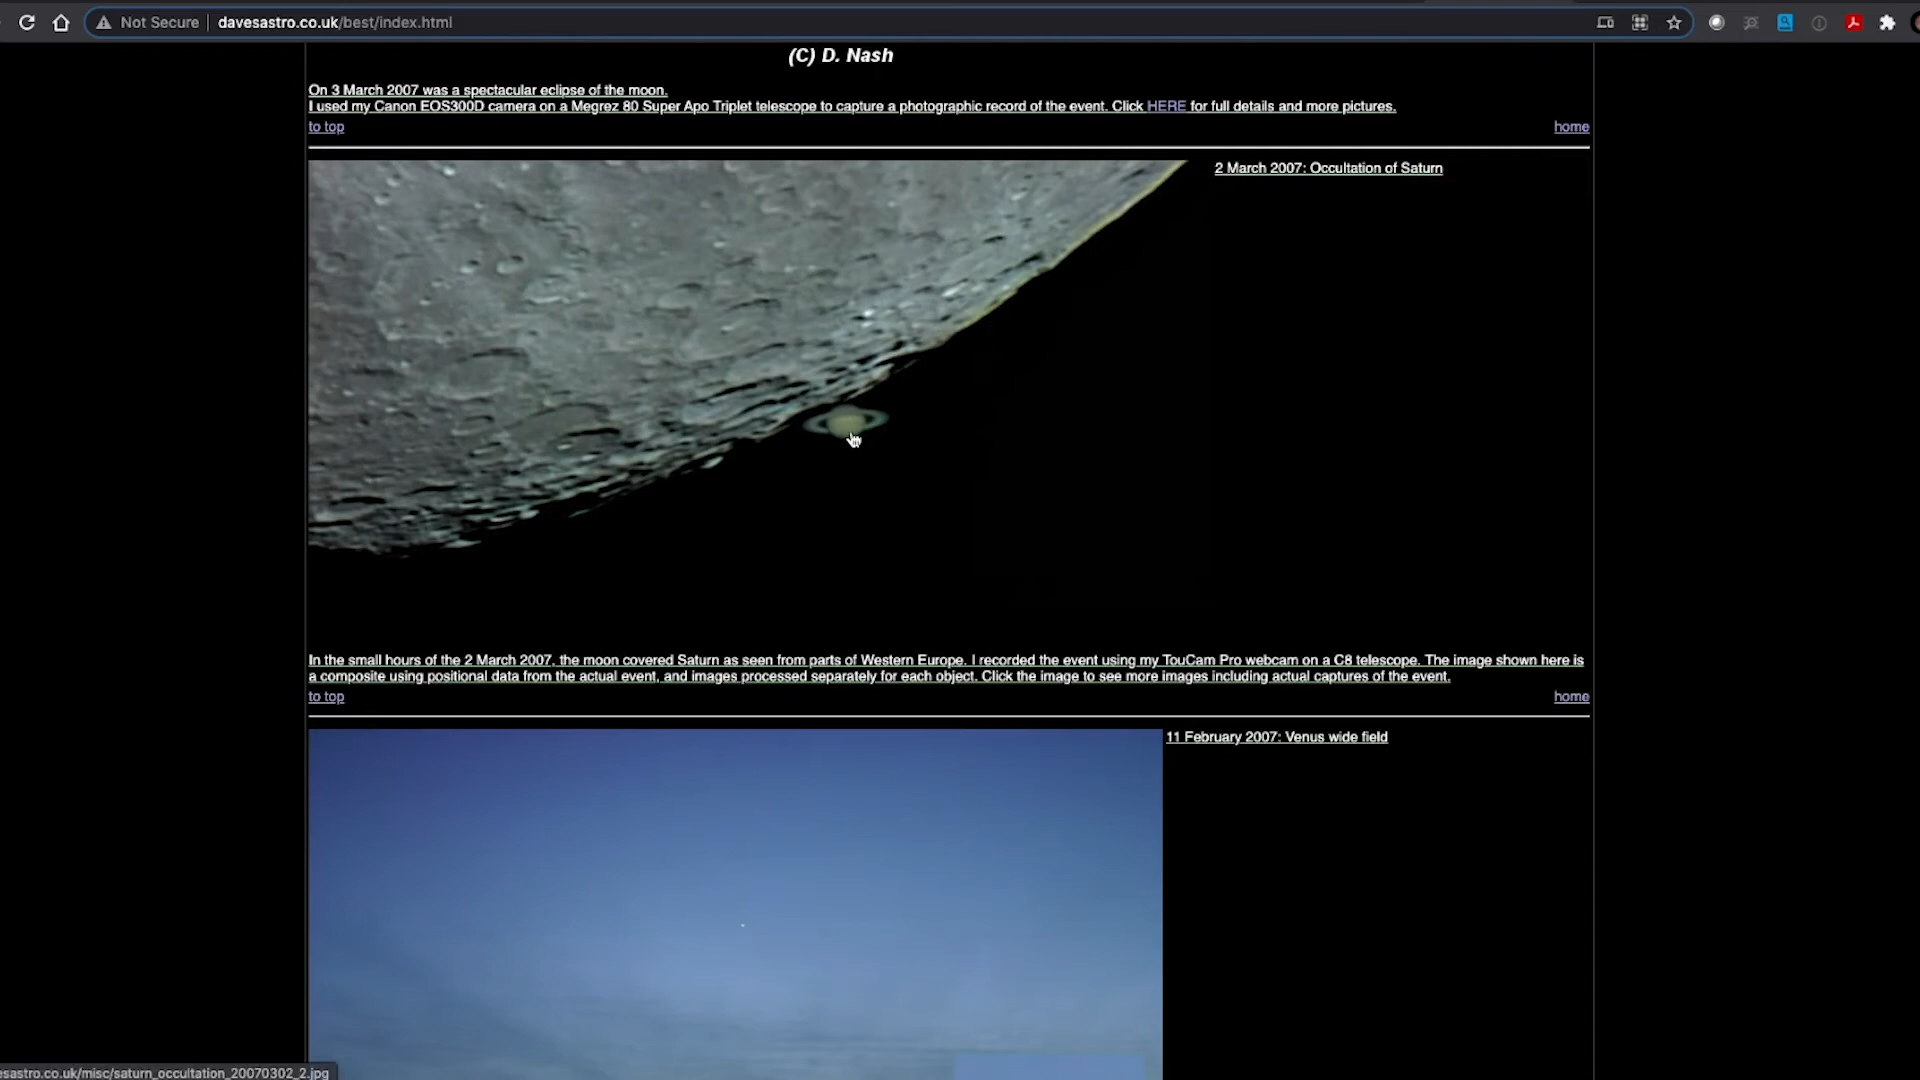 Not Secure davesastro.co.uk/best/index.html
(C) D. Nash
On 3 March 2007 was a spectacular eclipse of the moon.
I used my Canon EOS300D camera on a Megrez 80 Super Apo Triplet telescope to capture a photographic record of the event. Click HERE for full details and more pictures.
to top home
2 March 2007: Occultation of Saturn
In the small hours of the 2 March 2007, the moon covered Saturn as seen from parts of Western Europe. I recorded the event using my TouCam Pro webcam on a C8 telescope. The image shown here is
a composite using positional data from the actual event, and images processed separately for each object. Click the image to see more images including actual captures of the event.
to top home
11 February 2007: Venus wide field
esastro.co.uk/misc/saturn_occultation_20070302_2.jpg